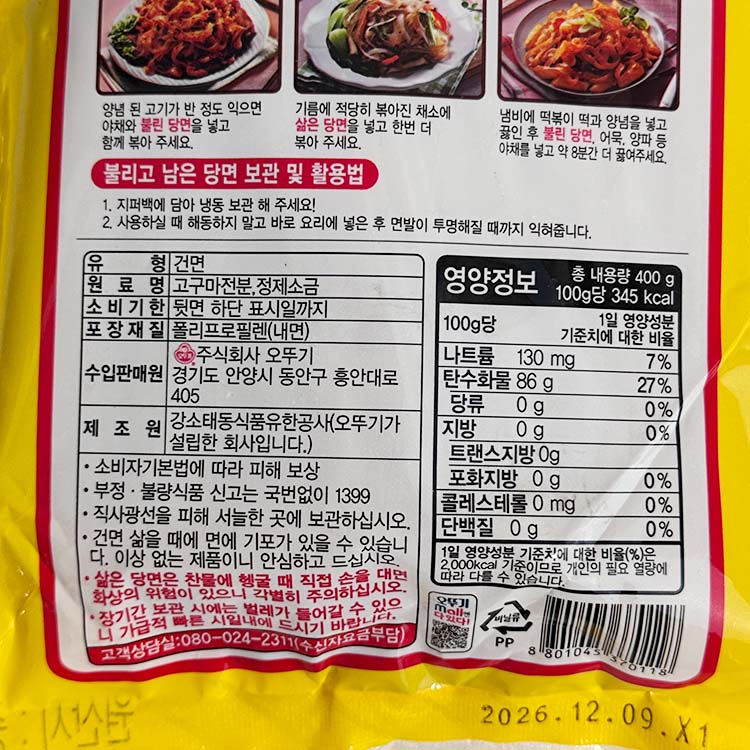 양념 된 고기가 반 정도 익으면
야채와 불린 당면을 넣고
함께 볶아 주세요.
기름에 적당히 볶아진 채소에
삶은 당면을 넣고 한번 더
볶아 주세요.
냄비에 떡볶이 떡과 양념을 넣고
끓인 후 불린 당면, 어묵, 양파 등
야채를 넣고 약 8분간 더 끓여주세요.
불리고 남은 당면 보관 및 활용법
1. 지퍼백에 담아 냉동 보관 해 주세요!
2. 사용하실 때 해동하지 말고 바로 요리에 넣은 후 면발이 투명해질 때까지 익혀줍니다.
유 형 건면
원 료 명 고구마전분,정제소금
소비기한 뒷면 하단 표시일까지
포장재질 폴리프로필렌(내면)
수입판매원 오뚜기 주식회사 오뚜기
경기도 안양시 동안구 흥안대로
405
제 조 원 강소태동식품유한공사(오뚜기가
설립한 회사입니다.)
• 소비자기본법에 따라 피해 보상
• 부정 · 불량식품 신고는 국번없이 1399
• 직사광선을 피해 서늘한 곳에 보관하십시오.
• 건면 삶을 때에 면에 기포가 있을 수 있습니
다. 이상 없는 제품이니 안심하고 드십시오.
• 삶은 당면은 찬물에 헹굴 때 직접 손을 대면
화상의 위험이 있으니 각별히 주의하십시오.
• 장기간 보관 시에는 벌레가 들어갈 수 있으
니 가급적 빠른 시일내에 드시기 바랍니다.
고객상담실:080-024-2311(수신자요금부담)
영양정보 총 내용량 400 g
100g당 345 kcal
100g당 1일 영양성분
기준치에 대한 비율
나트륨 130 mg 7%
탄수화물 86 g 27%
당류 0 g 0%
지방 0 g 0%
트랜스지방 0g
포화지방 0 g 0%
콜레스테롤 0 mg 0%
단백질 0 g 0%
1일 영양성분 기준치에 대한 비율(%)은
2,000kcal 기준이므로 개인의 필요 열량에
따라 다를 수 있습니다.
오뚜기
mall에
다있다!
비닐류
PP
8 801045 370118
원산지 :
2026.12.09.X1